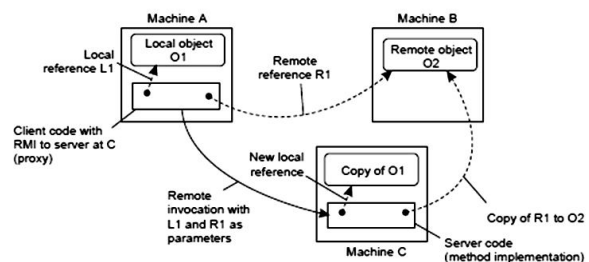 Machine A
Machine B
Local object
O1
Remote object
O2
Local
reference L1
Remote
reference R1
Client code with
RMI to server at C
(proxy)
New local
reference
Copy of O1
Remote
invocation with
L1 and R1 as
parameters
Copy of R1 to O2
Server code
(method implementation)
Machine C